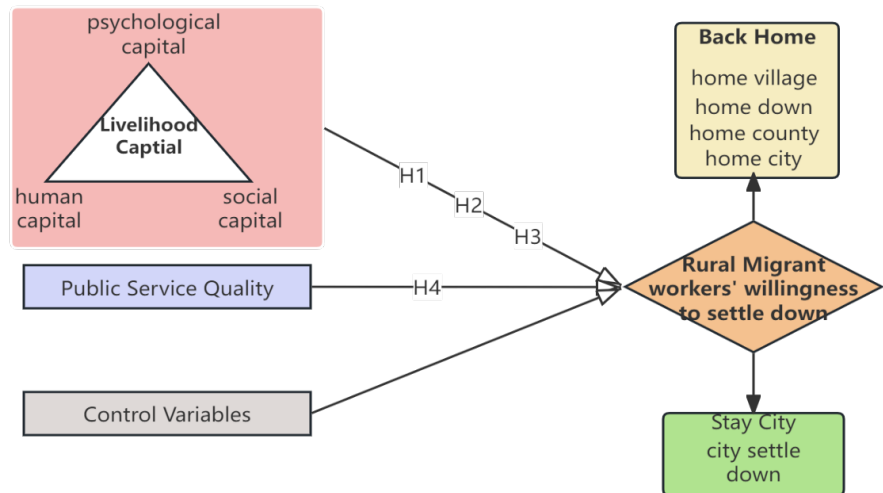 psychological
capital
Livelihood
Captial
human
capital
social
capital
Public Service Quality
Control Variables
H1
H2
H3
H4
Back Home
home village
home down
home county
home city
Rural Migrant
workers' willingness
to settle down
Stay City
city settle
down